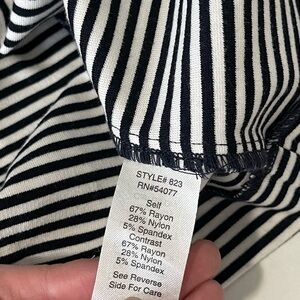 STYLE# 823
RN#54077
Self
67% Rayon
28% Nylon
5% Spandex
Contrast
67% Rayon
28% Nylon
5% Spandex
See Reverse
Side For Care